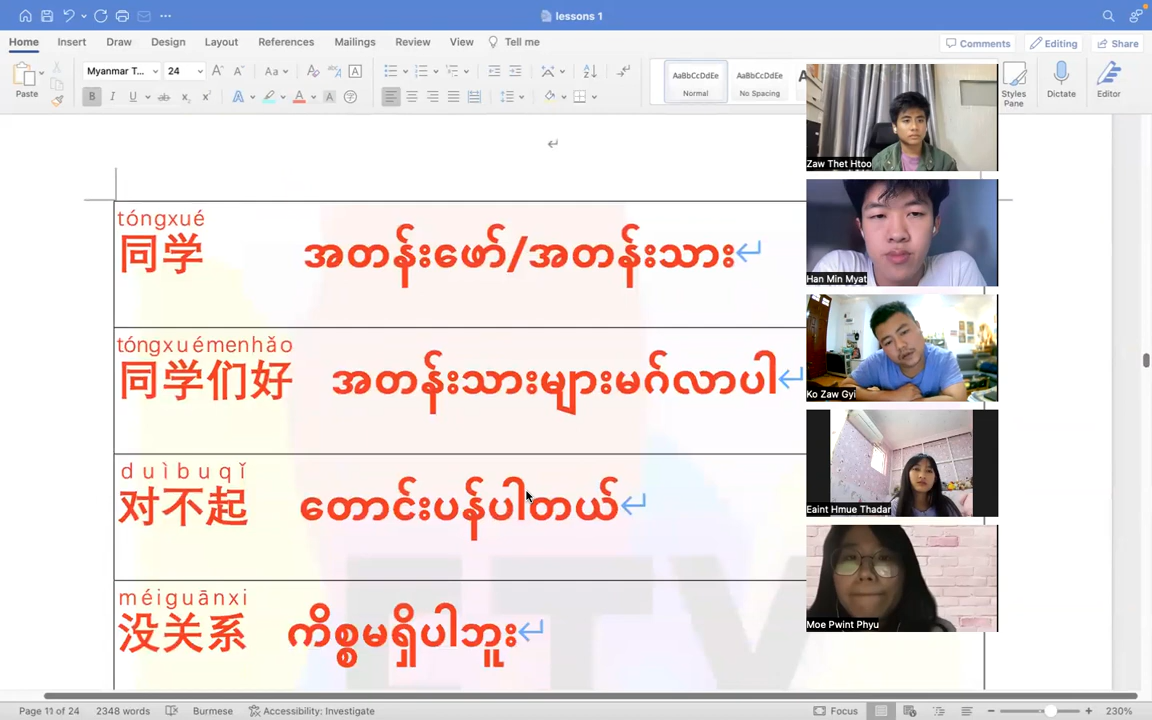 lessons 1
Home Insert Draw Design Layout References Mailings Review View Tell me Comments Editing Share
Paste Myanmar T... 24 Aa
B I U
AaBbCcDdEe Normal AaBbCcDdEe No Spacing Styles Pane Dictate Editor
tóngxué
同学 အတန်းဖော်/အတန်းသား
tóngxuémenhǎo
同学们好 အတန်းသားများမင်္ဂလာပါ
duìbuqǐ
对不起 တောင်းပန်ပါတယ်
méiguānxi
没关系 ကိစ္စမရှိပါဘူး
Zaw Thet Htoo
Han Min Myat
Ko Zaw Gyi
Eaint Hmue Thadar
Moe Pwint Phyu
ETV
Page 11 of 24 2348 words Burmese Accessibility: Investigate Focus 230%